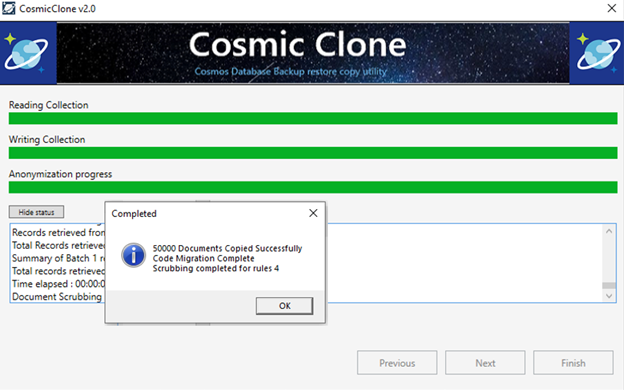 CosmicClone v2.0
Cosmic Clone
Cosmos Database Backup restore copy utility
Reading Collection
Writing Collection
Anonymization progress
Hide status
Records retrieved from
Total Records retrieve
Summary of Batch 1 r
Total records retrieve
Time elapsed : 00:00:0
Document Scrubbing
Completed
50000 Documents Copied Successfully
Code Migration Complete
Scrubbing completed for rules 4
OK
Previous
Next
Finish